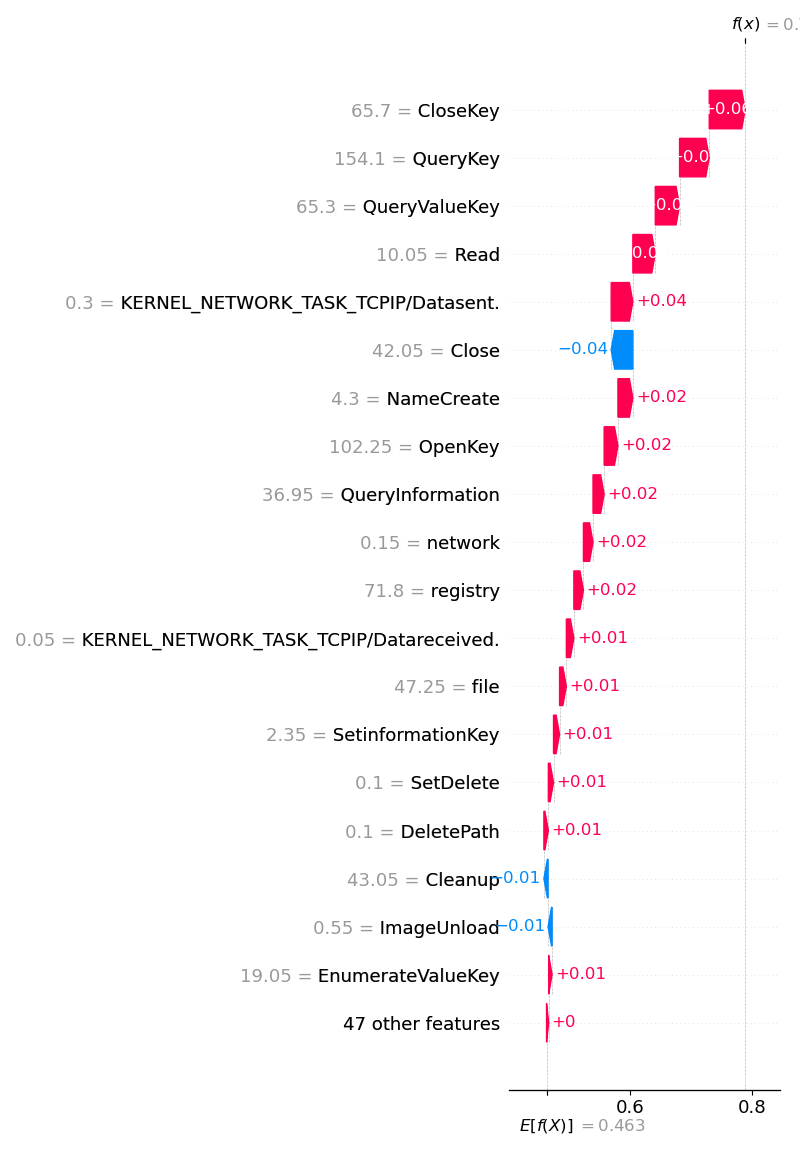 f(x) = 0.
65.7 = CloseKey +0.06
154.1 = QueryKey
65.3 = QueryValueKey
10.05 = Read
0.3 = KERNEL_NETWORK_TASK_TCPIP/Datasent. +0.04
42.05 = Close −0.04
4.3 = NameCreate +0.02
102.25 = OpenKey +0.02
36.95 = QueryInformation +0.02
0.15 = network +0.02
71.8 = registry +0.02
0.05 = KERNEL_NETWORK_TASK_TCPIP/Datareceived. +0.01
47.25 = file +0.01
2.35 = SetinformationKey +0.01
0.1 = SetDelete +0.01
0.1 = DeletePath +0.01
43.05 = Cleanup −0.01
0.55 = ImageUnload −0.01
19.05 = EnumerateValueKey +0.01
47 other features +0
0.6 0.8
E[f(X)] = 0.463